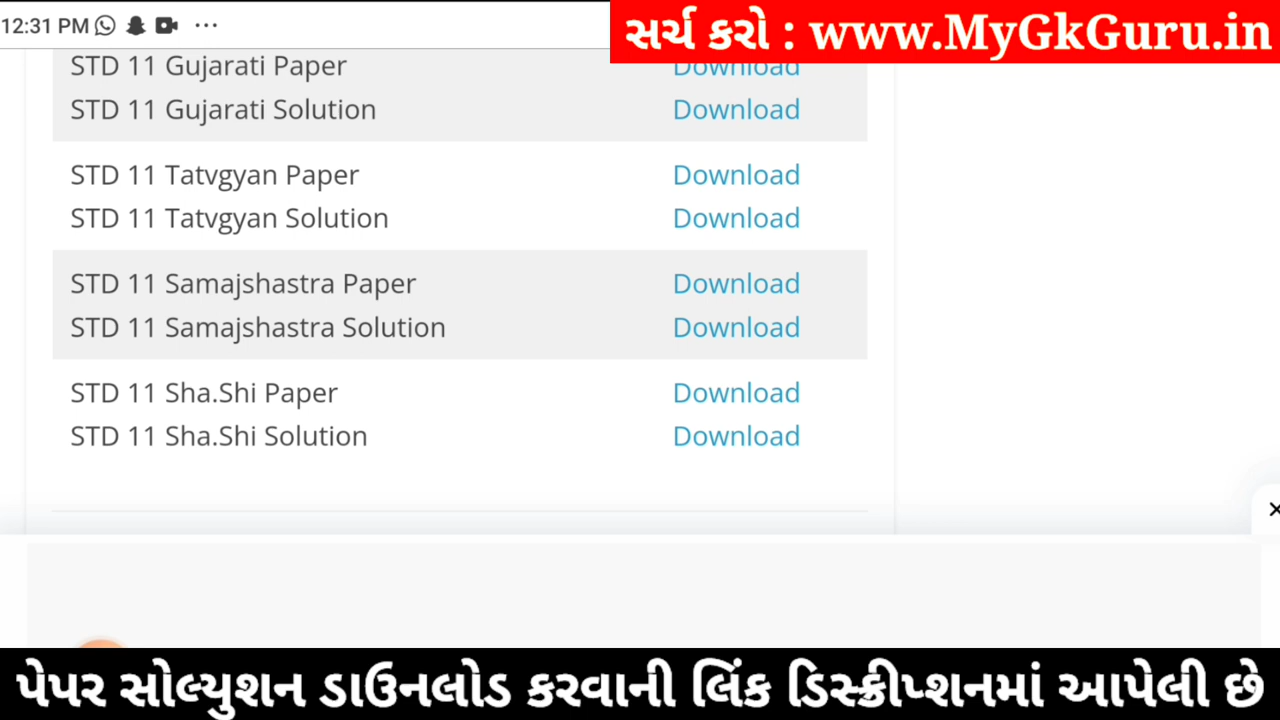 12:31 PM
સર્ચ કરો : www.MyGkGuru.in
STD 11 Gujarati Paper Download
STD 11 Gujarati Solution Download
STD 11 Tatvgyan Paper Download
STD 11 Tatvgyan Solution Download
STD 11 Samajshastra Paper Download
STD 11 Samajshastra Solution Download
STD 11 Sha.Shi Paper Download
STD 11 Sha.Shi Solution Download
પેપર સોલ્યુશન ડાઉનલોડ કરવાની લિંક ડિસ્ક્રીપ્શનમાં આપેલી છે